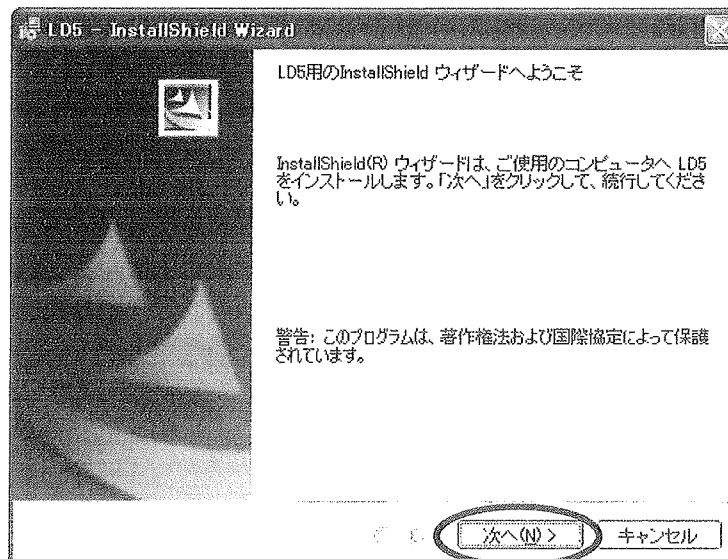 LD5 - InstallShield Wizard
LD5用のInstallShield ウィザードへようこそ
InstallShield(R) ウィザードは、ご使用のコンピュータへ LD5
をインストールします。「次へ」をクリックして、続行してくださ
い。
警告: このプログラムは、著作権法および国際協定によって保護
されています。
次へ(N) >
キャンセル